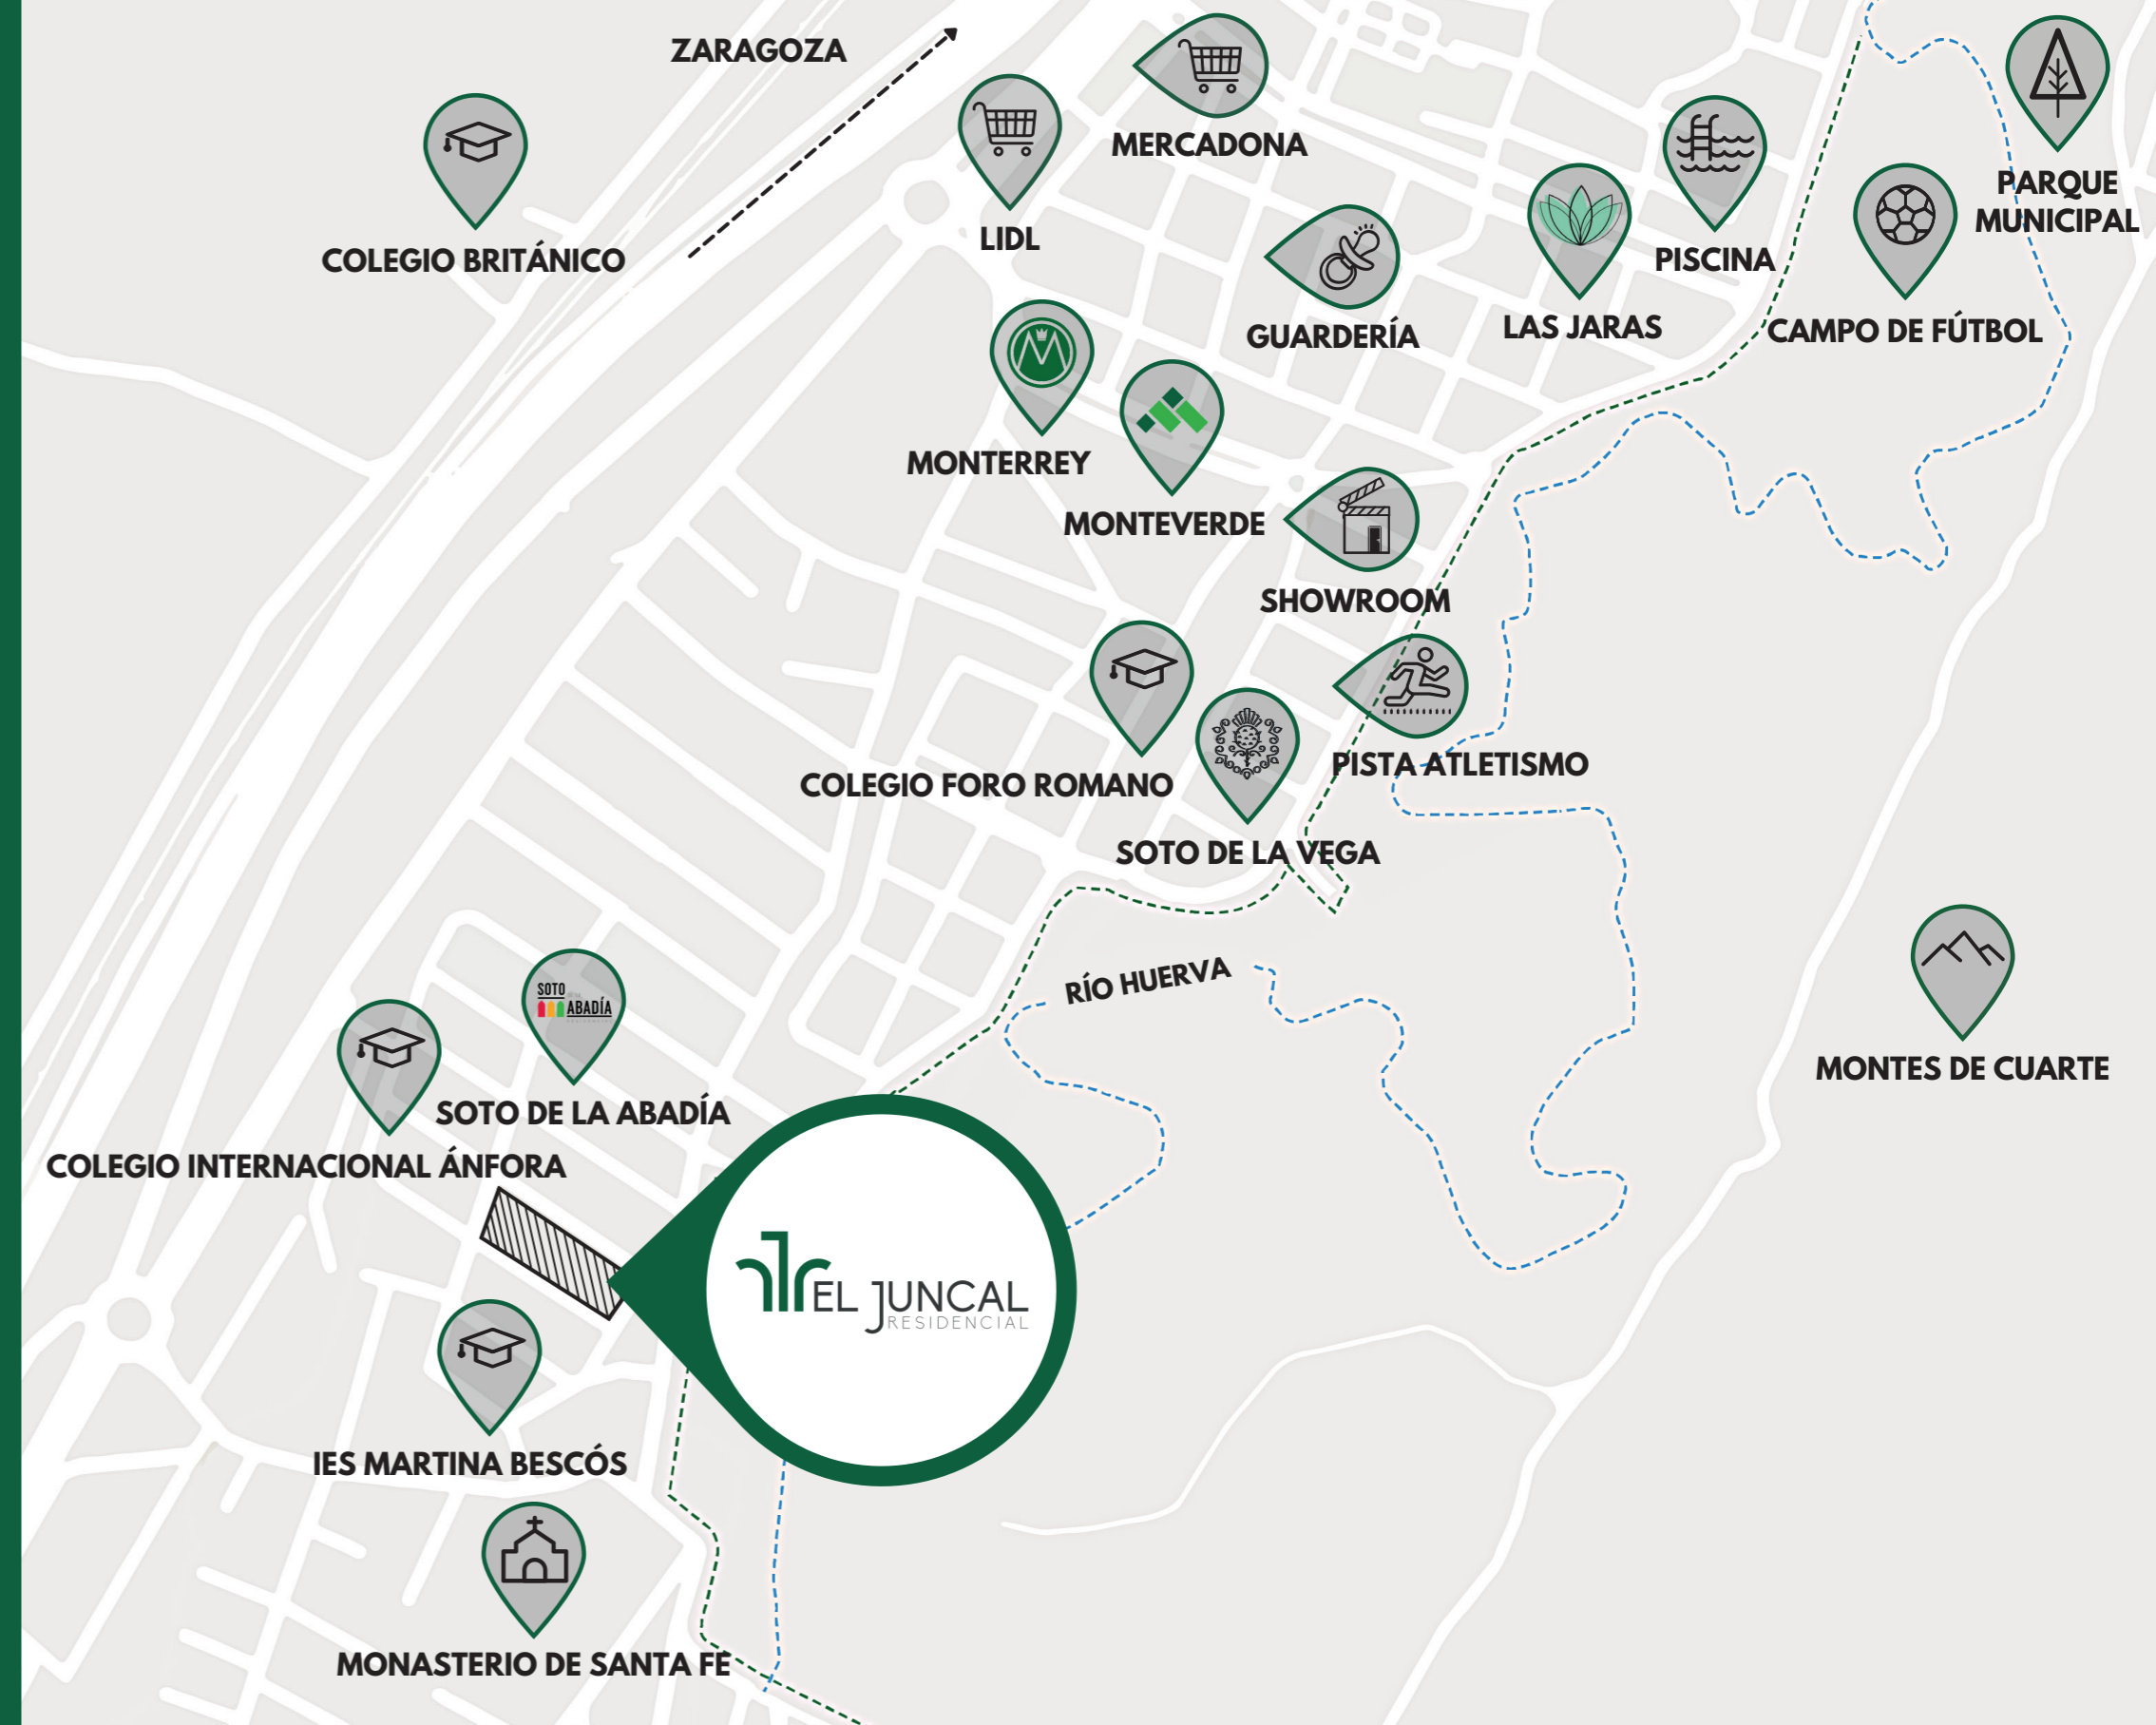 ZARAGOZA
MERCADONA
COLEGIO BRITÁNICO
LIDL
PARQUE
MUNICIPAL
PISCINA
GUARDERÍA
LAS JARAS
CAMPO DE FÚTBOL
MONTERREY
MONTEVERDE
SHOWROOM
COLEGIO FORO ROMANO
PISTA ATLETISMO
SOTO DE LA VEGA
RÍO HUERVA
SOTO
ABADÍA
MONTES DE CUARTE
SOTO DE LA ABADÍA
COLEGIO INTERNACIONAL ÁNFORA
EL JUNCAL
RESIDENCIAL
IES MARTINA BESCÓS
MONASTERIO DE SANTA FE